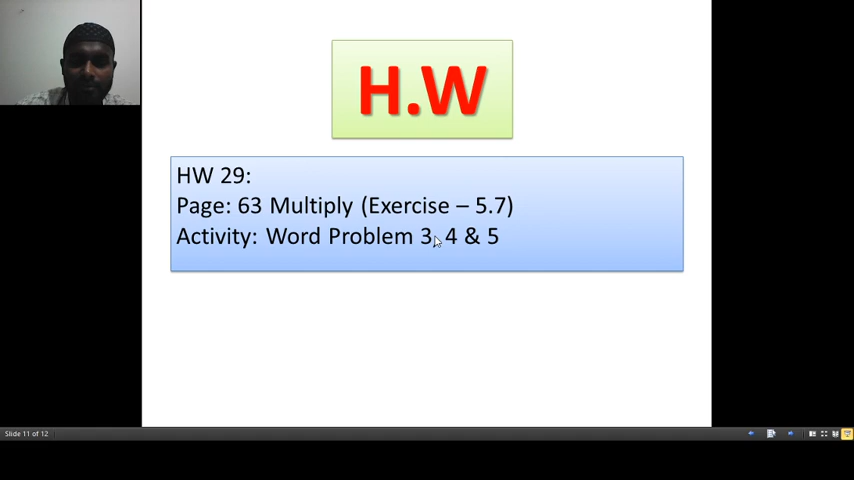 H.W
HW 29:
Page: 63 Multiply (Exercise – 5.7)
Activity: Word Problem 3, 4 & 5
Slide 11 of 12